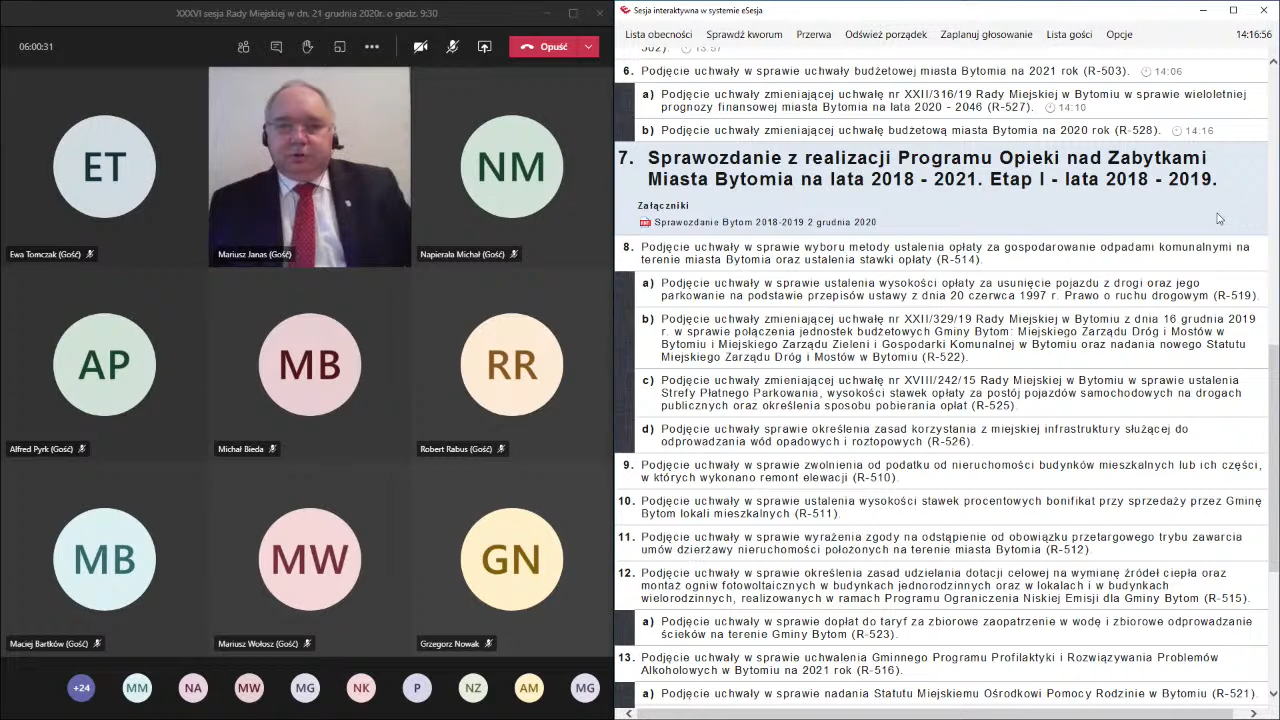 XXXVI sesja Rady Miejskiej w dn. 21 grudnia 2020r. o godz. 9:30
06:00:31
Opuść
ET
Ewa Tomczak (Gość)
Mariusz Janas (Gość)
NM
Napierała Michał (Gość)
AP
Alfred Pyrk (Gość)
MB
Michał Bieda
RR
Robert Rabus (Gość)
MB
Maciej Bartków (Gość)
MW
Mariusz Wołosz (Gość)
GN
Grzegorz Nowak
+24
MM
NA
MW
MG
NK
P
NZ
AM
MG
Sesja interaktywna w systemie eSesja
Lista obecności Sprawdź kworum Przerwa Odśwież porządek Zaplanuj głosowanie Lista gości Opcje 14:16:56
502). 13:57
6. Podjęcie uchwały w sprawie uchwały budżetowej miasta Bytomia na 2021 rok (R-503). 14:06
a) Podjęcie uchwały zmieniającej uchwałę nr XXII/316/19 Rady Miejskiej w Bytomiu w sprawie wieloletniej
prognozy finansowej miasta Bytomia na lata 2020 - 2046 (R-527). 14:10
b) Podjęcie uchwały zmieniającej uchwałę budżetową miasta Bytomia na 2020 rok (R-528). 14:16
7. Sprawozdanie z realizacji Programu Opieki nad Zabytkami
Miasta Bytomia na lata 2018 - 2021. Etap I - lata 2018 - 2019.
Załączniki
Sprawozdanie Bytom 2018-2019 2 grudnia 2020
8. Podjęcie uchwały w sprawie wyboru metody ustalenia opłaty za gospodarowanie odpadami komunalnymi na
terenie miasta Bytomia oraz ustalenia stawki opłaty (R-514).
a) Podjęcie uchwały w sprawie ustalenia wysokości opłaty za usunięcie pojazdu z drogi oraz jego
parkowanie na podstawie przepisów ustawy z dnia 20 czerwca 1997 r. Prawo o ruchu drogowym (R-519).
b) Podjęcie uchwały zmieniającej uchwałę nr XXII/329/19 Rady Miejskiej w Bytomiu z dnia 16 grudnia 2019
r. w sprawie połączenia jednostek budżetowych Gminy Bytom: Miejskiego Zarządu Dróg i Mostów w
Bytomiu i Miejskiego Zarządu Zieleni i Gospodarki Komunalnej w Bytomiu oraz nadania nowego Statutu
Miejskiego Zarządu Dróg i Mostów w Bytomiu (R-522).
c) Podjęcie uchwały zmieniającej uchwałę nr XVIII/242/15 Rady Miejskiej w Bytomiu w sprawie ustalenia
Strefy Płatnego Parkowania, wysokości stawek opłaty za postój pojazdów samochodowych na drogach
publicznych oraz określenia sposobu pobierania opłat (R-525).
d) Podjęcie uchwały sprawie określenia zasad korzystania z miejskiej infrastruktury służącej do
odprowadzania wód opadowych i roztopowych (R-526).
9. Podjęcie uchwały w sprawie zwolnienia od podatku od nieruchomości budynków mieszkalnych lub ich części,
w których wykonano remont elewacji (R-510).
10. Podjęcie uchwały w sprawie ustalenia wysokości stawek procentowych bonifikat przy sprzedaży przez Gminę
Bytom lokali mieszkalnych (R-511).
11. Podjęcie uchwały w sprawie wyrażenia zgody na odstąpienie od obowiązku przetargowego trybu zawarcia
umów dzierżawy nieruchomości położonych na terenie miasta Bytomia (R-512).
12. Podjęcie uchwały w sprawie określenia zasad udzielania dotacji celowej na wymianę źródeł ciepła oraz
montaż ogniw fotowoltaicznych w budynkach jednorodzinnych oraz w lokalach i w budynkach
wielorodzinnych, realizowanych w ramach Programu Ograniczenia Niskiej Emisji dla Gminy Bytom (R-515).
a) Podjęcie uchwały w sprawie dopłat do taryf za zbiorowe zaopatrzenie w wodę i zbiorowe odprowadzanie
ścieków na terenie Gminy Bytom (R-523).
13. Podjęcie uchwały w sprawie uchwalenia Gminnego Programu Profilaktyki i Rozwiązywania Problemów
Alkoholowych w Bytomiu na 2021 rok (R-516).
a) Podjęcie uchwały w sprawie nadania Statutu Miejskiemu Ośrodkowi Pomocy Rodzinie w Bytomiu (R-521).